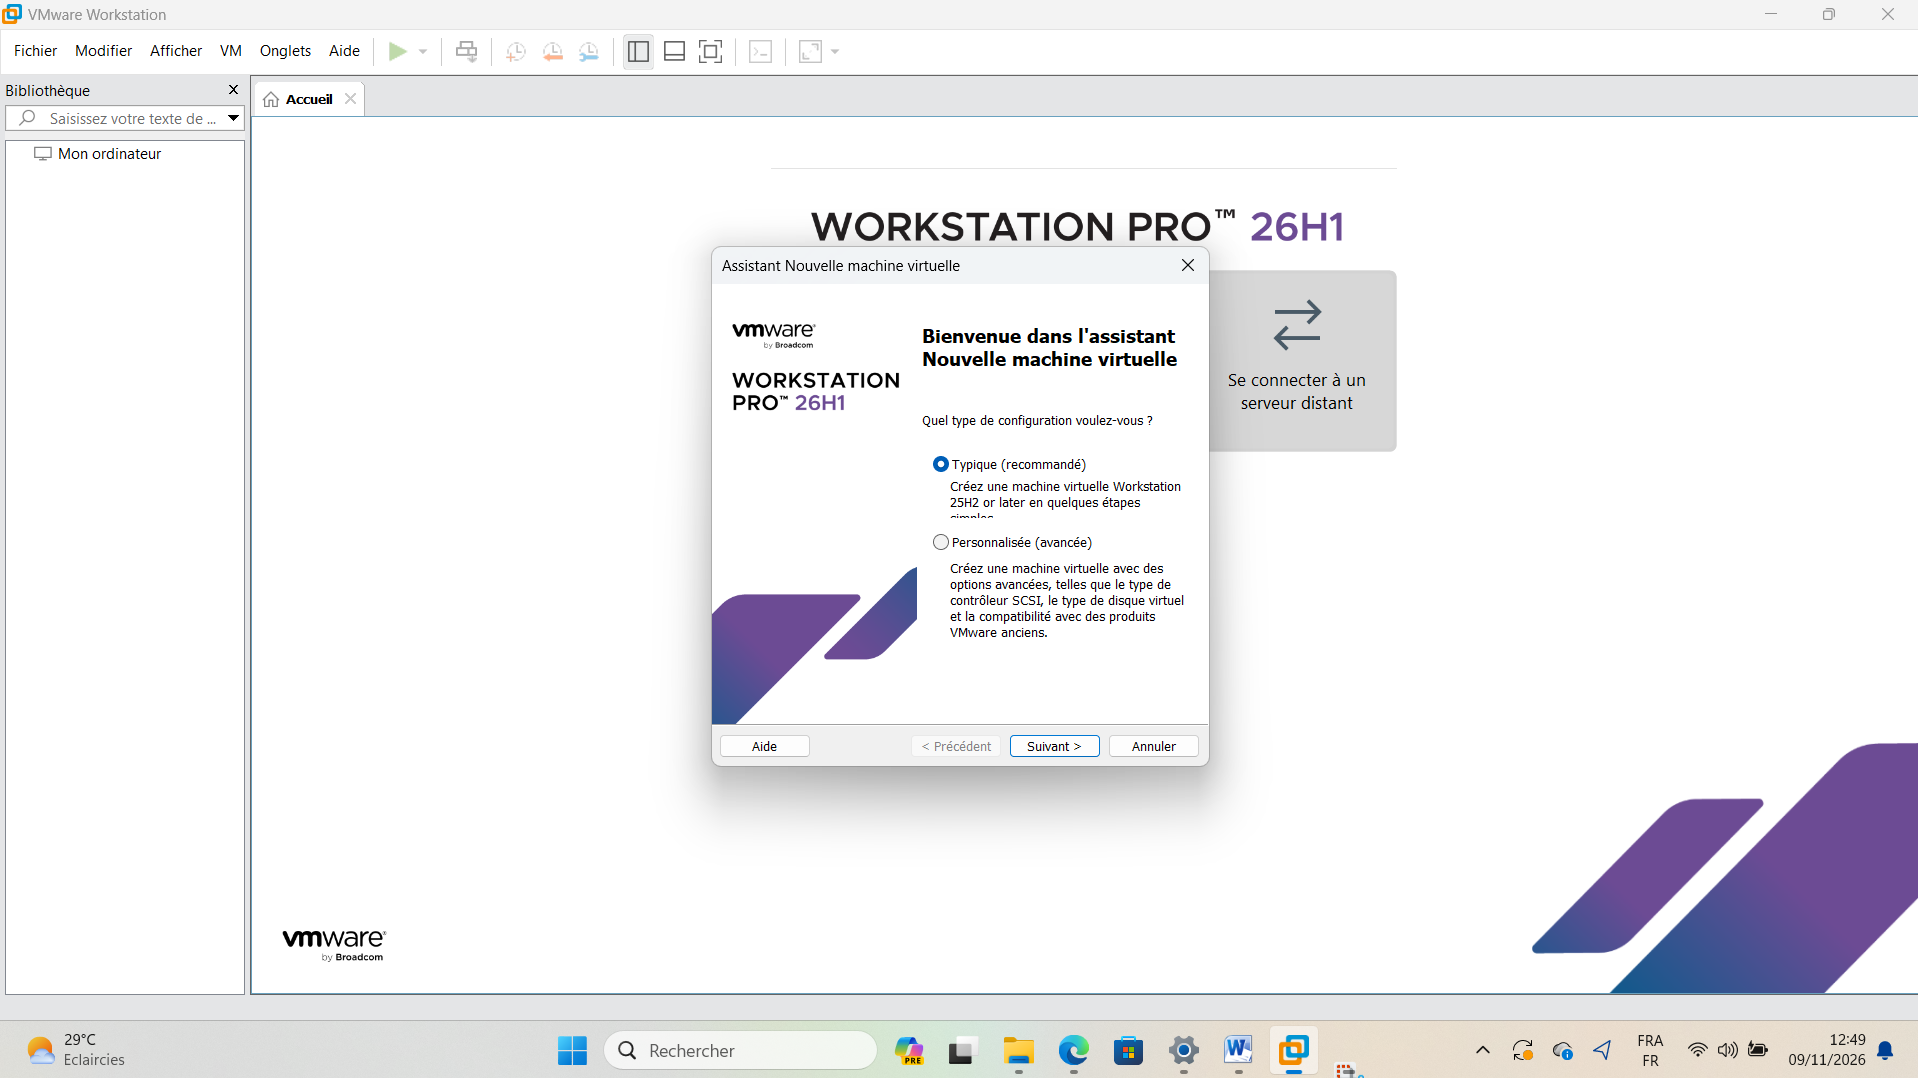 VMware Workstation
Fichier Modifier Afficher VM Onglets Aide
Bibliothèque
Saisissez votre texte de ...
Mon ordinateur
Accueil
WORKSTATION PRO™ 26H1
Se connecter à un
serveur distant
Assistant Nouvelle machine virtuelle
vmware®
by Broadcom
WORKSTATION
PRO™ 26H1
Bienvenue dans l'assistant
Nouvelle machine virtuelle
Quel type de configuration voulez-vous ?
Typique (recommandé)
Créez une machine virtuelle Workstation
25H2 or later en quelques étapes
simples.
Personnalisée (avancée)
Créez une machine virtuelle avec des
options avancées, telles que le type de
contrôleur SCSI, le type de disque virtuel
et la compatibilité avec des produits
VMware anciens.
Aide < Précédent Suivant > Annuler
vmware®
by Broadcom
29°C
Eclaircies
Rechercher
PRE
FRA
FR
12:49
09/11/2026